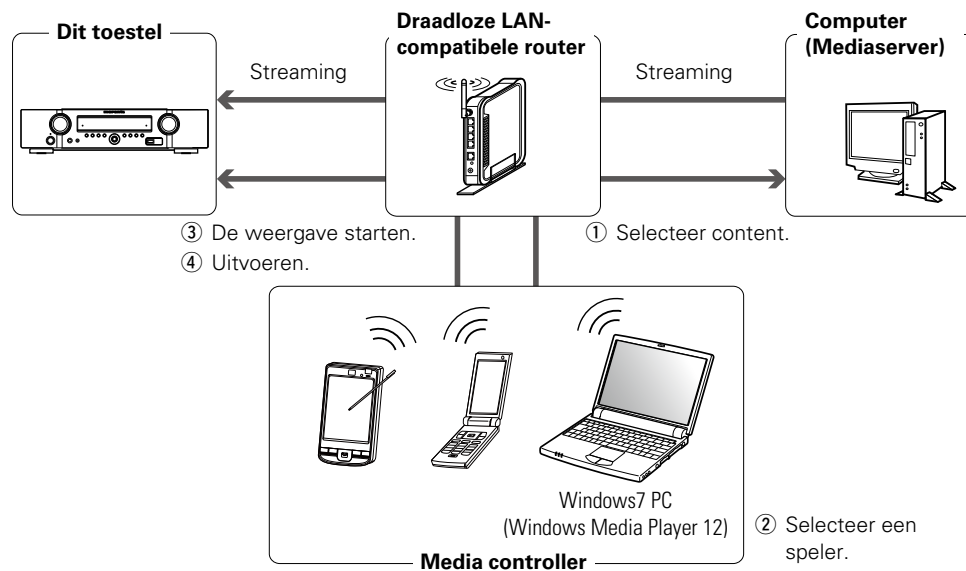 Dit toestel
Draadloze LAN-
compatibele router
Computer
(Mediaserver)
Streaming
Streaming
③ De weergave starten.
④ Uitvoeren.
① Selecteer content.
Windows7 PC
(Windows Media Player 12)
② Selecteer een
speler.
Media controller